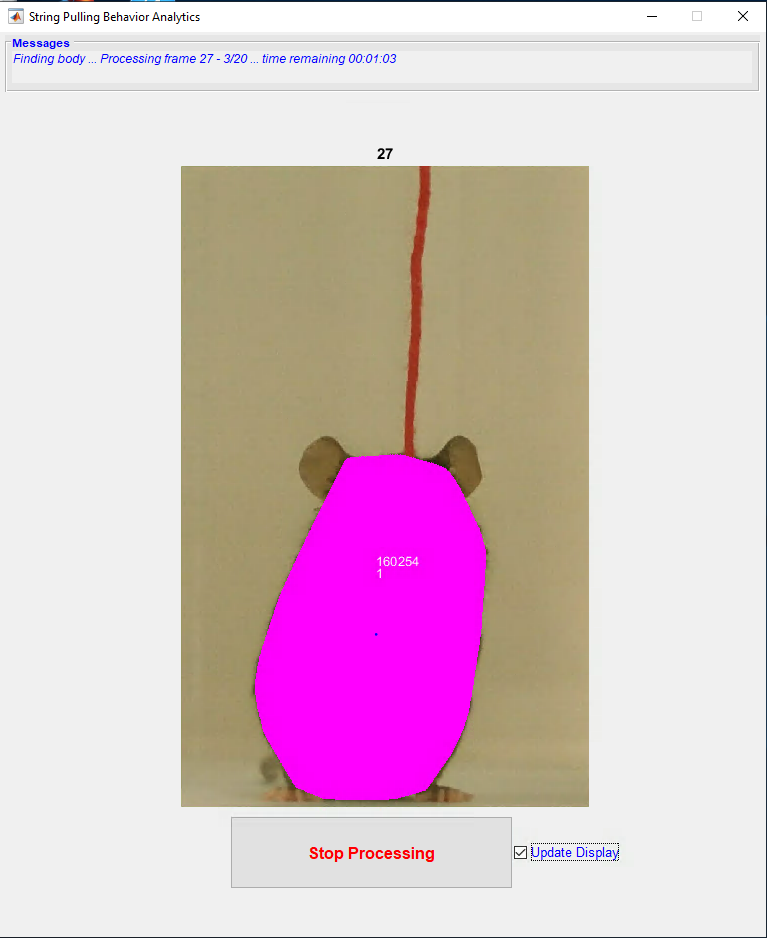 String Pulling Behavior Analytics
Messages
Finding body ... Processing frame 27 - 3/20 ... time remaining 00:01:03
27
160254
1
Stop Processing
Update Display